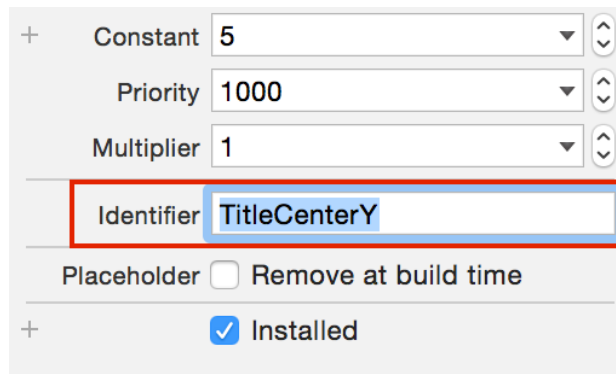 Constant 5
Priority 1000
Multiplier 1
Identifier TitleCenterY
Placeholder Remove at build time
Installed